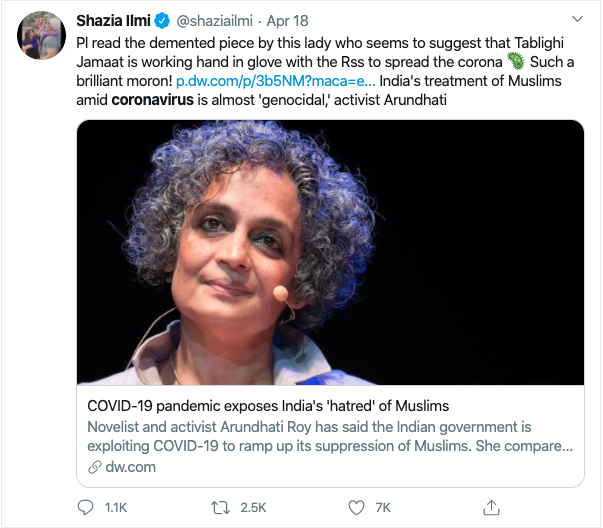 Shazia Ilmi @shaziailmi · Apr 18
Pl read the demented piece by this lady who seems to suggest that Tablighi
Jamaat is working hand in glove with the Rss to spread the corona 🦠 Such a
brilliant moron! p.dw.com/p/3b5NM?maca=e... India's treatment of Muslims
amid coronavirus is almost 'genocidal,' activist Arundhati
COVID-19 pandemic exposes India's 'hatred' of Muslims
Novelist and activist Arundhati Roy has said the Indian government is
exploiting COVID-19 to ramp up its suppression of Muslims. She compare...
dw.com
1.1K 2.5K 7K